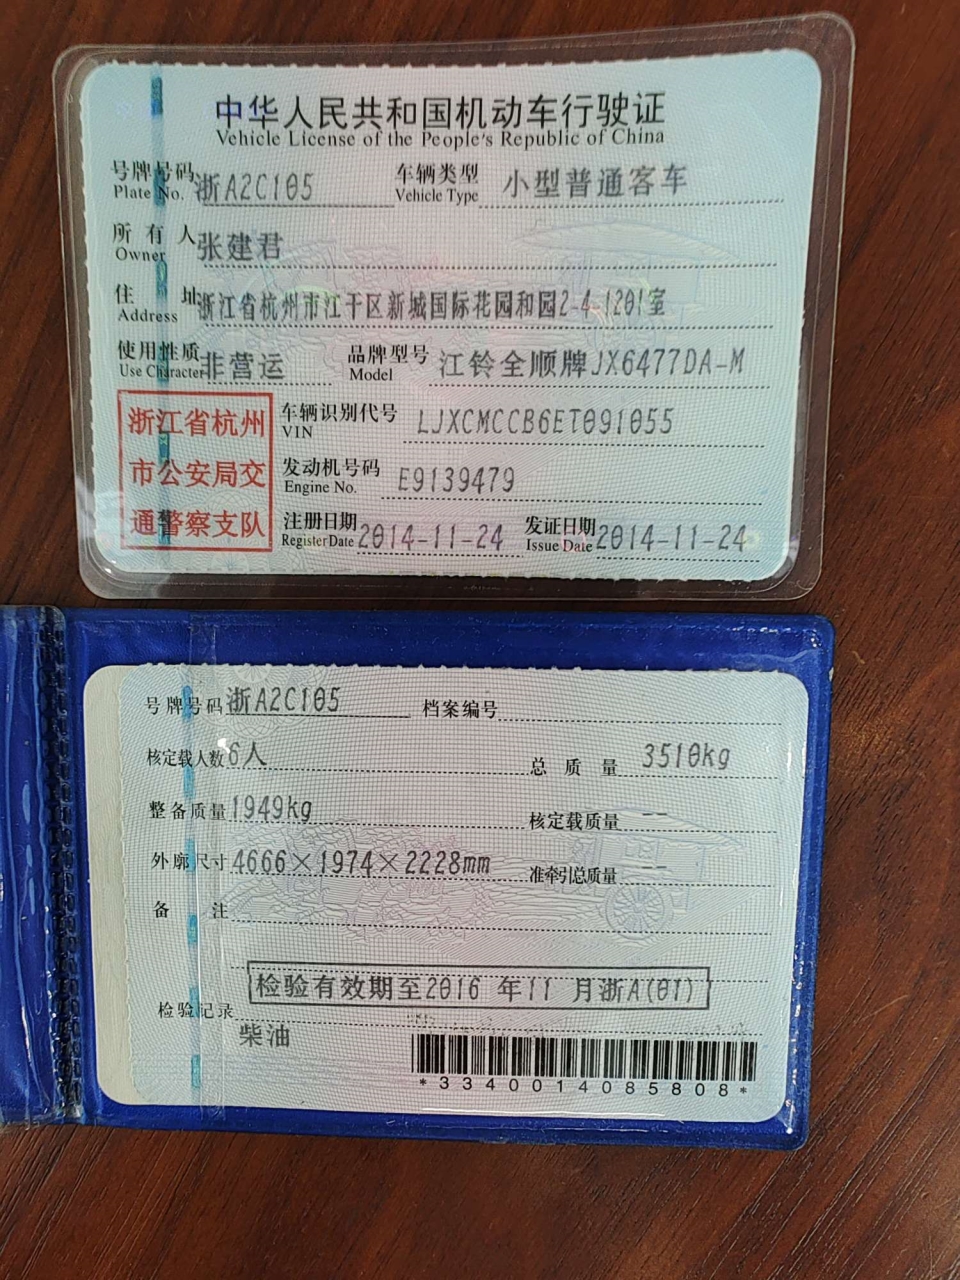 中华人民共和国机动车行驶证
Vehicle License of the People's Republic of China
号牌号码 浙A2C105 车辆类型 小型普通客车
Plate No. Vehicle Type
所有人 张建君
Owner
住址 浙江省杭州市江干区新城国际花园和园2-4-1201室
Address
使用性质 非营运 品牌型号 江铃全顺牌JX6477DA-M
Use Character Model
浙江省杭州
市公安局交
通警察支队
车辆识别代号 LJXCMCCB6ET091055
VIN
发动机号码 E9139479
Engine No.
注册日期 2014-11-24 发证日期 2014-11-24
Register Date Issue Date
号牌号码 浙A2C105 档案编号
核定载人数 6人 总质量 3510kg
整备质量 1949kg 核定载质量 --
外廓尺寸 4666×1974×2228mm 准牵引总质量 --
备注
检验有效期至2016 年11 月浙A(01)
检验记录
柴油
*3340014085808*